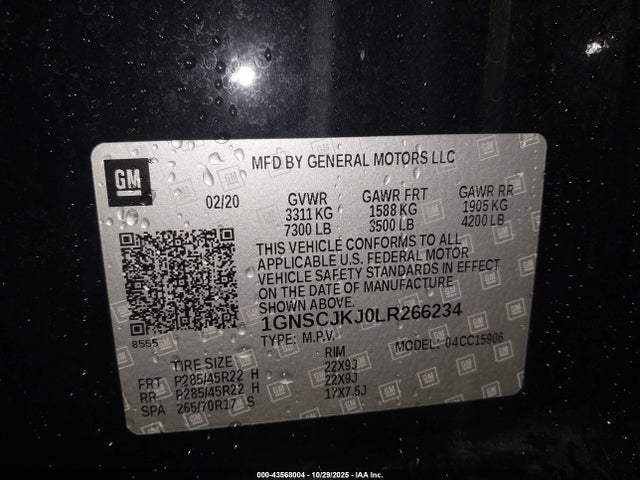 GM
MFD BY GENERAL MOTORS LLC
02/20 GVWR GAWR FRT GAWR RR
3311 KG 1588 KG 1905 KG
7300 LB 3500 LB 4200 LB
THIS VEHICLE CONFORMS TO ALL
APPLICABLE U.S. FEDERAL MOTOR
VEHICLE SAFETY STANDARDS IN EFFECT
ON THE DATE OF MANUFACTURE
SHOWN ABOVE.
1GNSCJKJ0LR266234
8555 TYPE: M.P.V. MODEL: 04CC15906
TIRE SIZE RIM
FRT P285/45R22 H 22X9J
RR P285/45R22 H 22X9J
SPA 265/70R17 S 17X7.5J
000-43568004 | 10/29/2025 - IAA Inc.